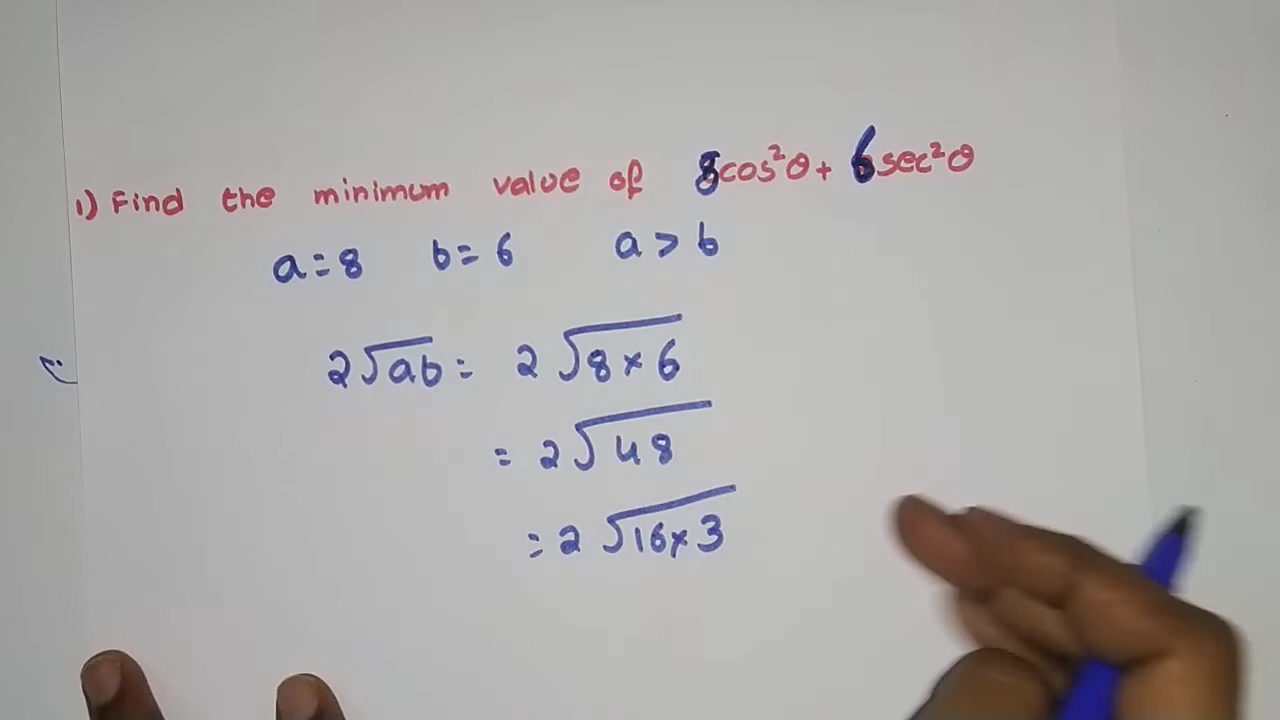 1) Find the minimum value of 8cos²θ + 6sec²θ
a = 8 b = 6 a > b
2√ab = 2√8 × 6
= 2√48
= 2√16 × 3